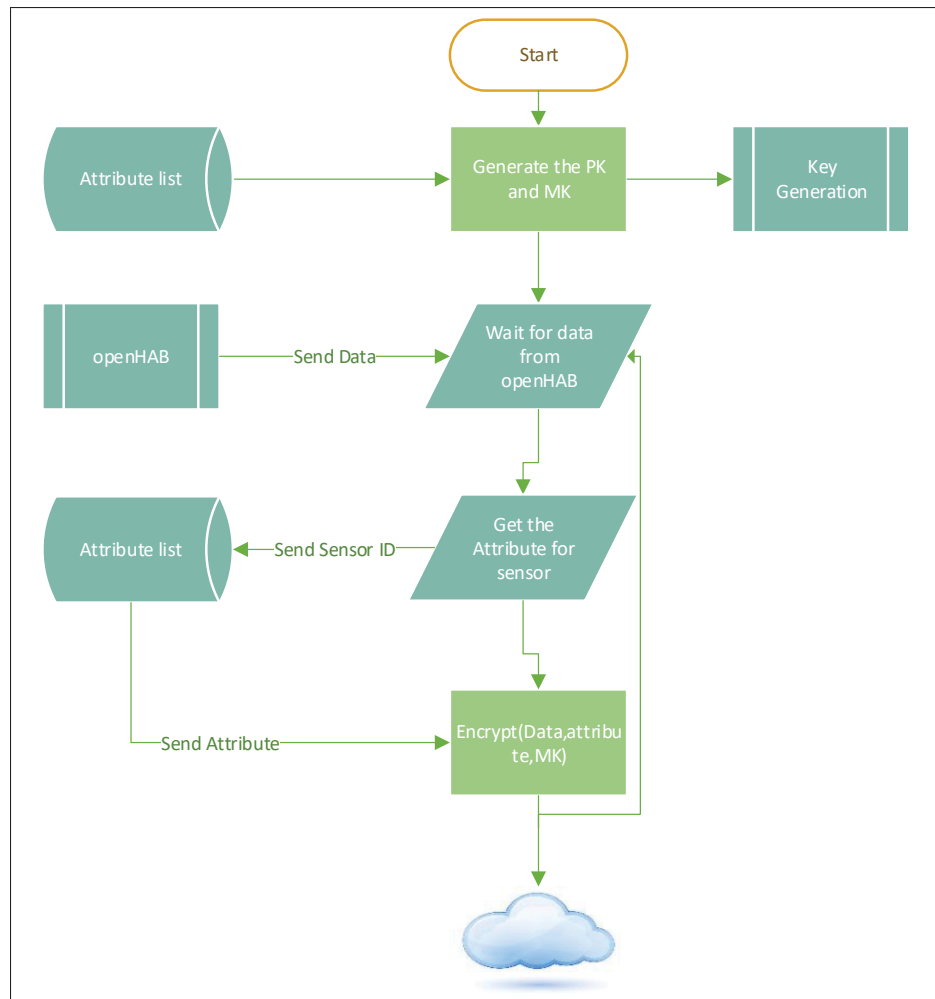 Start
Attribute list
Generate the PK
and MK
Key
Generation
openHAB
Send Data
Wait for data
from
openHAB
Attribute list
Send Sensor ID
Get the
Attribute for
sensor
Send Attribute
Encrypt(Data,attribu
te,MK)